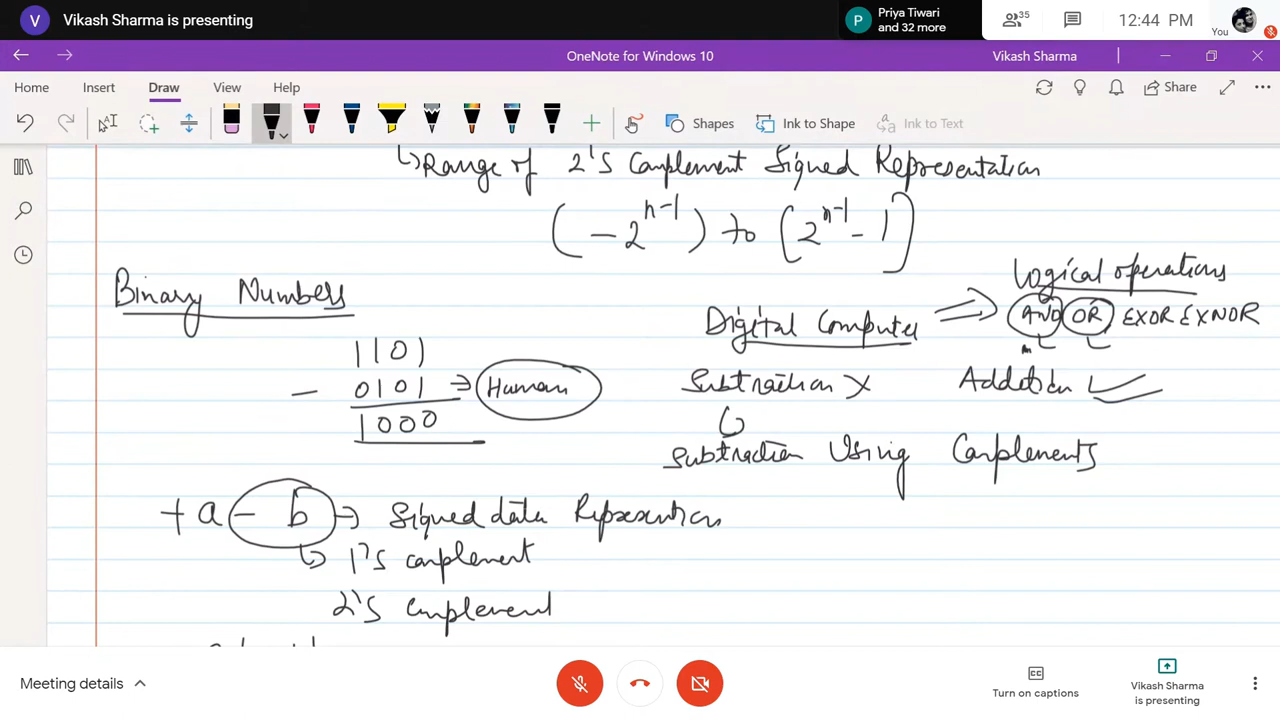 V Vikash Sharma is presenting
P Priya Tiwari and 32 more
35
12:44 PM
You
OneNote for Windows 10
Vikash Sharma
Home Insert Draw View Help
Share
Shapes Ink to Shape Ink to Text
↳ Range of 2's Complement Signed Representation
(-2^{n-1}) to [2^{n-1} - 1]
Logical operations
Binary Numbers
Digital Computer ⇒ AND OR EXOR EXNOR
1101
- 0101 → Human
1000
Subtraction X Addition ✓
Subtraction Using Complements
+a - b → Signed data Representation
↳ 1's complement
2's complement
Meeting details
CC
Turn on captions
Vikash Sharma is presenting